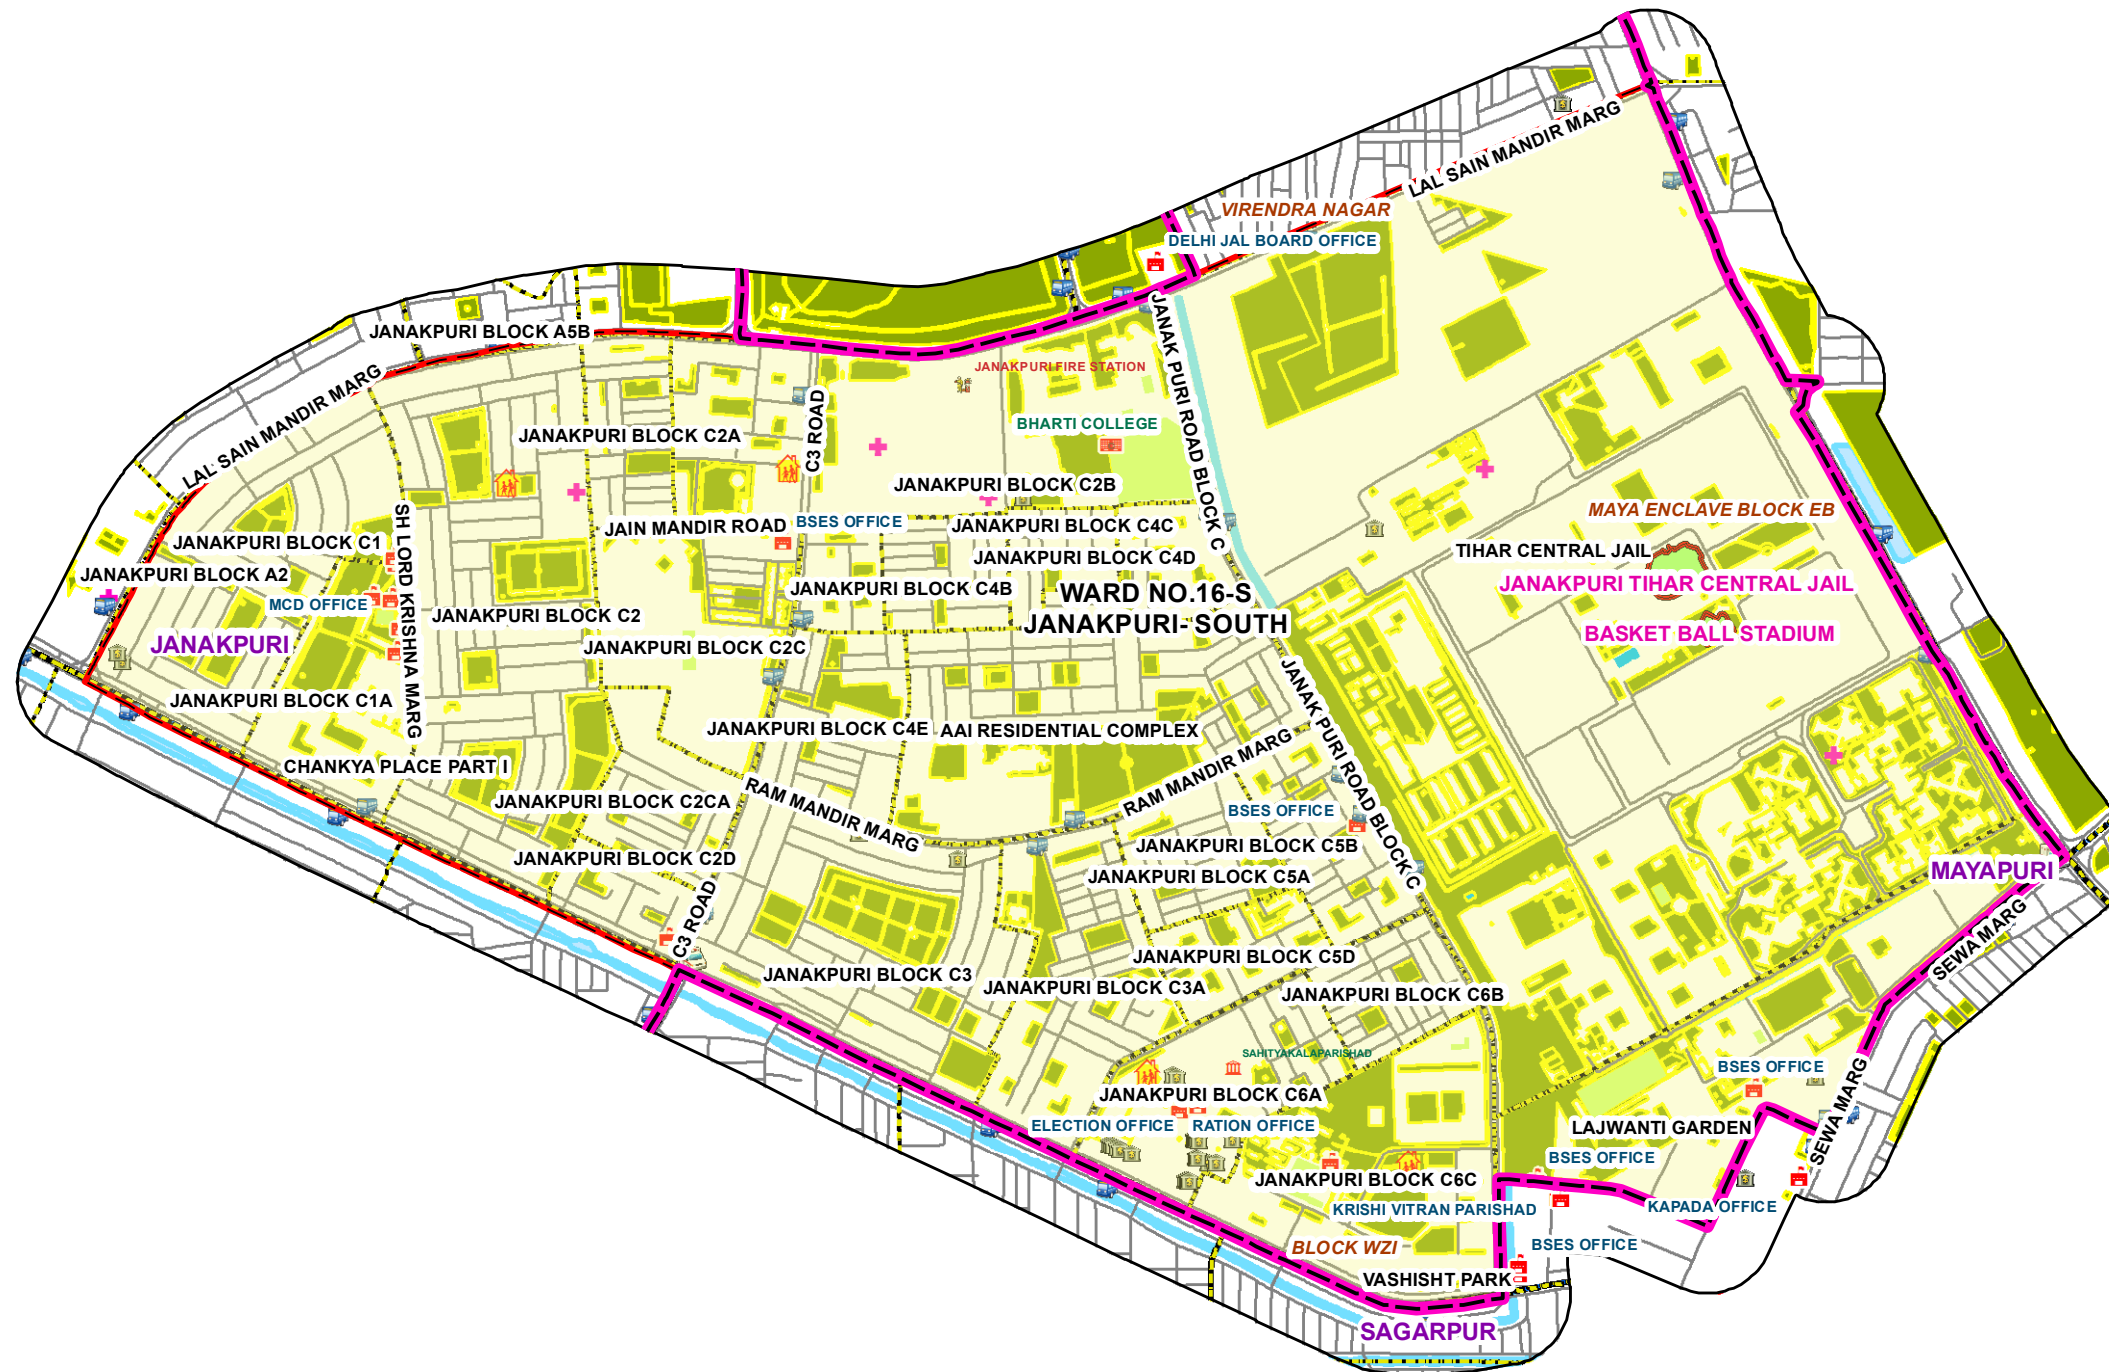 LAL SAIN MANDIR MARG
VIRENDRA NAGAR
DELHI JAL BOARD OFFICE
JANAKPURI BLOCK A5B
JANAKPURI FIRE STATION
LAL SAIN MANDIR MARG
JANAK PURI ROAD BLOCK C
C3 ROAD
BHARTI COLLEGE
JANAKPURI BLOCK C2A
JANAKPURI BLOCK C2B
MAYA ENCLAVE BLOCK EB
JAIN MANDIR ROAD
BSES OFFICE
JANAKPURI BLOCK C4C
SH LORD KRISHNA MARG
JANAKPURI BLOCK C1
TIHAR CENTRAL JAIL
JANAKPURI BLOCK C4D
JANAKPURI BLOCK A2
JANAKPURI TIHAR CENTRAL JAIL
JANAKPURI BLOCK C4B
WARD NO.16-S
JANAKPURI- SOUTH
MCD OFFICE
JANAKPURI BLOCK C2
BASKET BALL STADIUM
JANAKPURI
JANAKPURI BLOCK C2C
JANAKPURI BLOCK C1A
JANAKPURI BLOCK C4E
AAI RESIDENTIAL COMPLEX
JANAK PURI ROAD BLOCK C
CHANKYA PLACE PART I
RAM MANDIR MARG
RAM MANDIR MARG
JANAKPURI BLOCK C2CA
BSES OFFICE
JANAKPURI BLOCK C5B
JANAKPURI BLOCK C2D
MAYAPURI
JANAKPURI BLOCK C5A
C3 ROAD
SEWA MARG
JANAKPURI BLOCK C5D
JANAKPURI BLOCK C3
JANAKPURI BLOCK C3A
JANAKPURI BLOCK C6B
SAHITYAKALAPARISHAD
BSES OFFICE
JANAKPURI BLOCK C6A
SEWA MARG
ELECTION OFFICE
RATION OFFICE
LAJWANTI GARDEN
BSES OFFICE
JANAKPURI BLOCK C6C
KRISHI VITRAN PARISHAD
KAPADA OFFICE
BLOCK WZI
BSES OFFICE
VASHISHT PARK
SAGARPUR